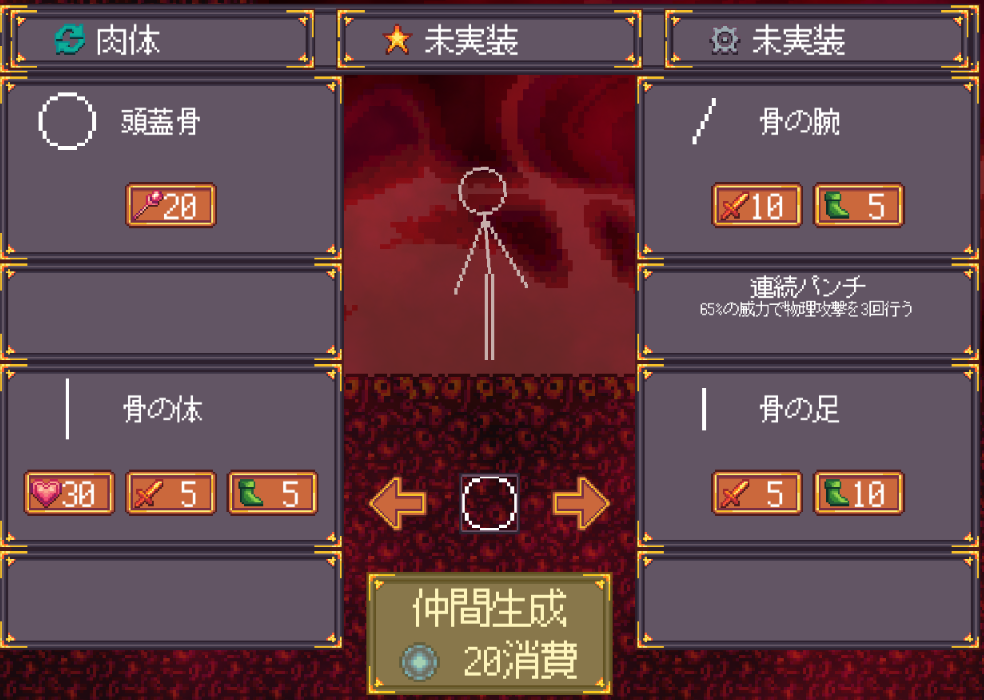 肉体
未実装
未実装
頭蓋骨
20
骨の腕
10
5
連続パンチ
65%の威力で物理攻撃を3回行う
骨の体
30
5
5
骨の足
5
10
仲間生成
20消費